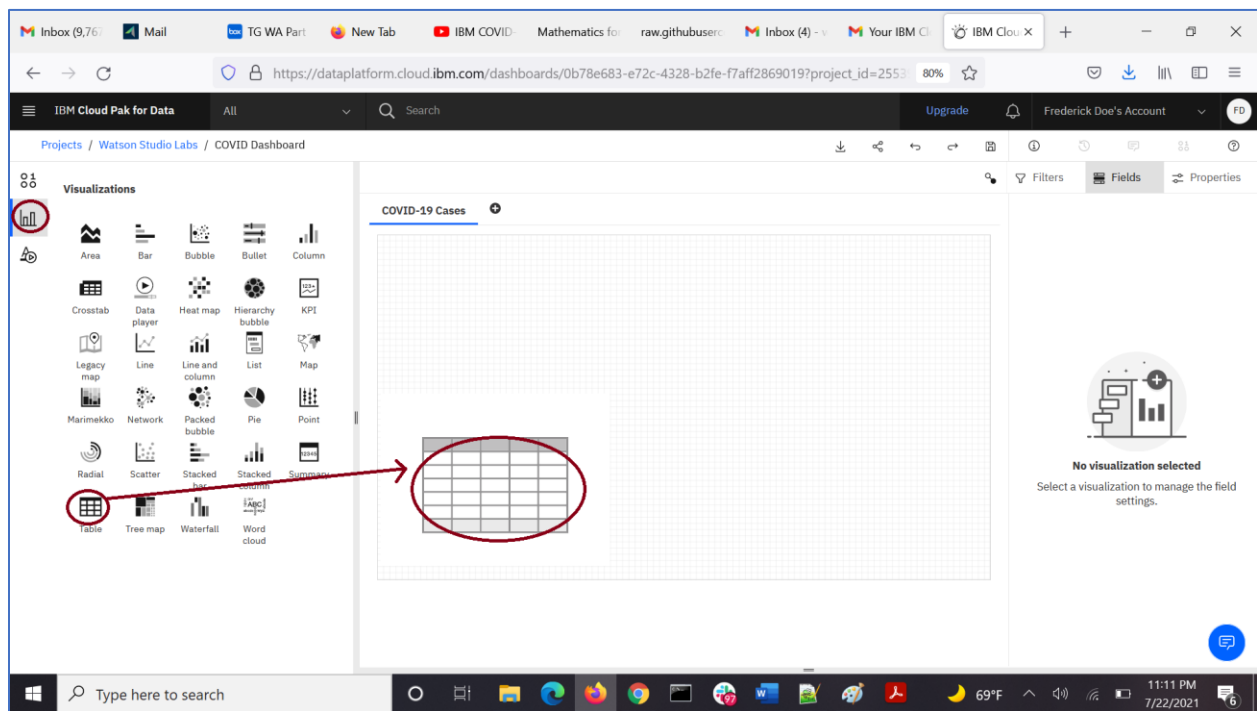 Inbox (9,76 Mail TG WA Part New Tab IBM COVID- Mathematics fo raw.githubuserc Inbox (4) - v Your IBM Cl IBM Clou
https://dataplatform.cloud.ibm.com/dashboards/0b78e683-e72c-4328-b2fe-f7aff2869019?project_id=2553 80%
IBM Cloud Pak for Data All Search Upgrade Frederick Doe's Account FD
Projects / Watson Studio Labs / COVID Dashboard
Visualizations
Filters Fields Properties
COVID-19 Cases
Area Bar Bubble Bullet Column
Crosstab Data player Heat map Hierarchy bubble KPI
Legacy map Line Line and column List Map
Marimekko Network Packed bubble Pie Point
Radial Scatter Stacked bar Stacked column Summary
Table Tree map Waterfall Word cloud
No visualization selected
Select a visualization to manage the field
settings.
Type here to search
69°F
11:11 PM
7/22/2021